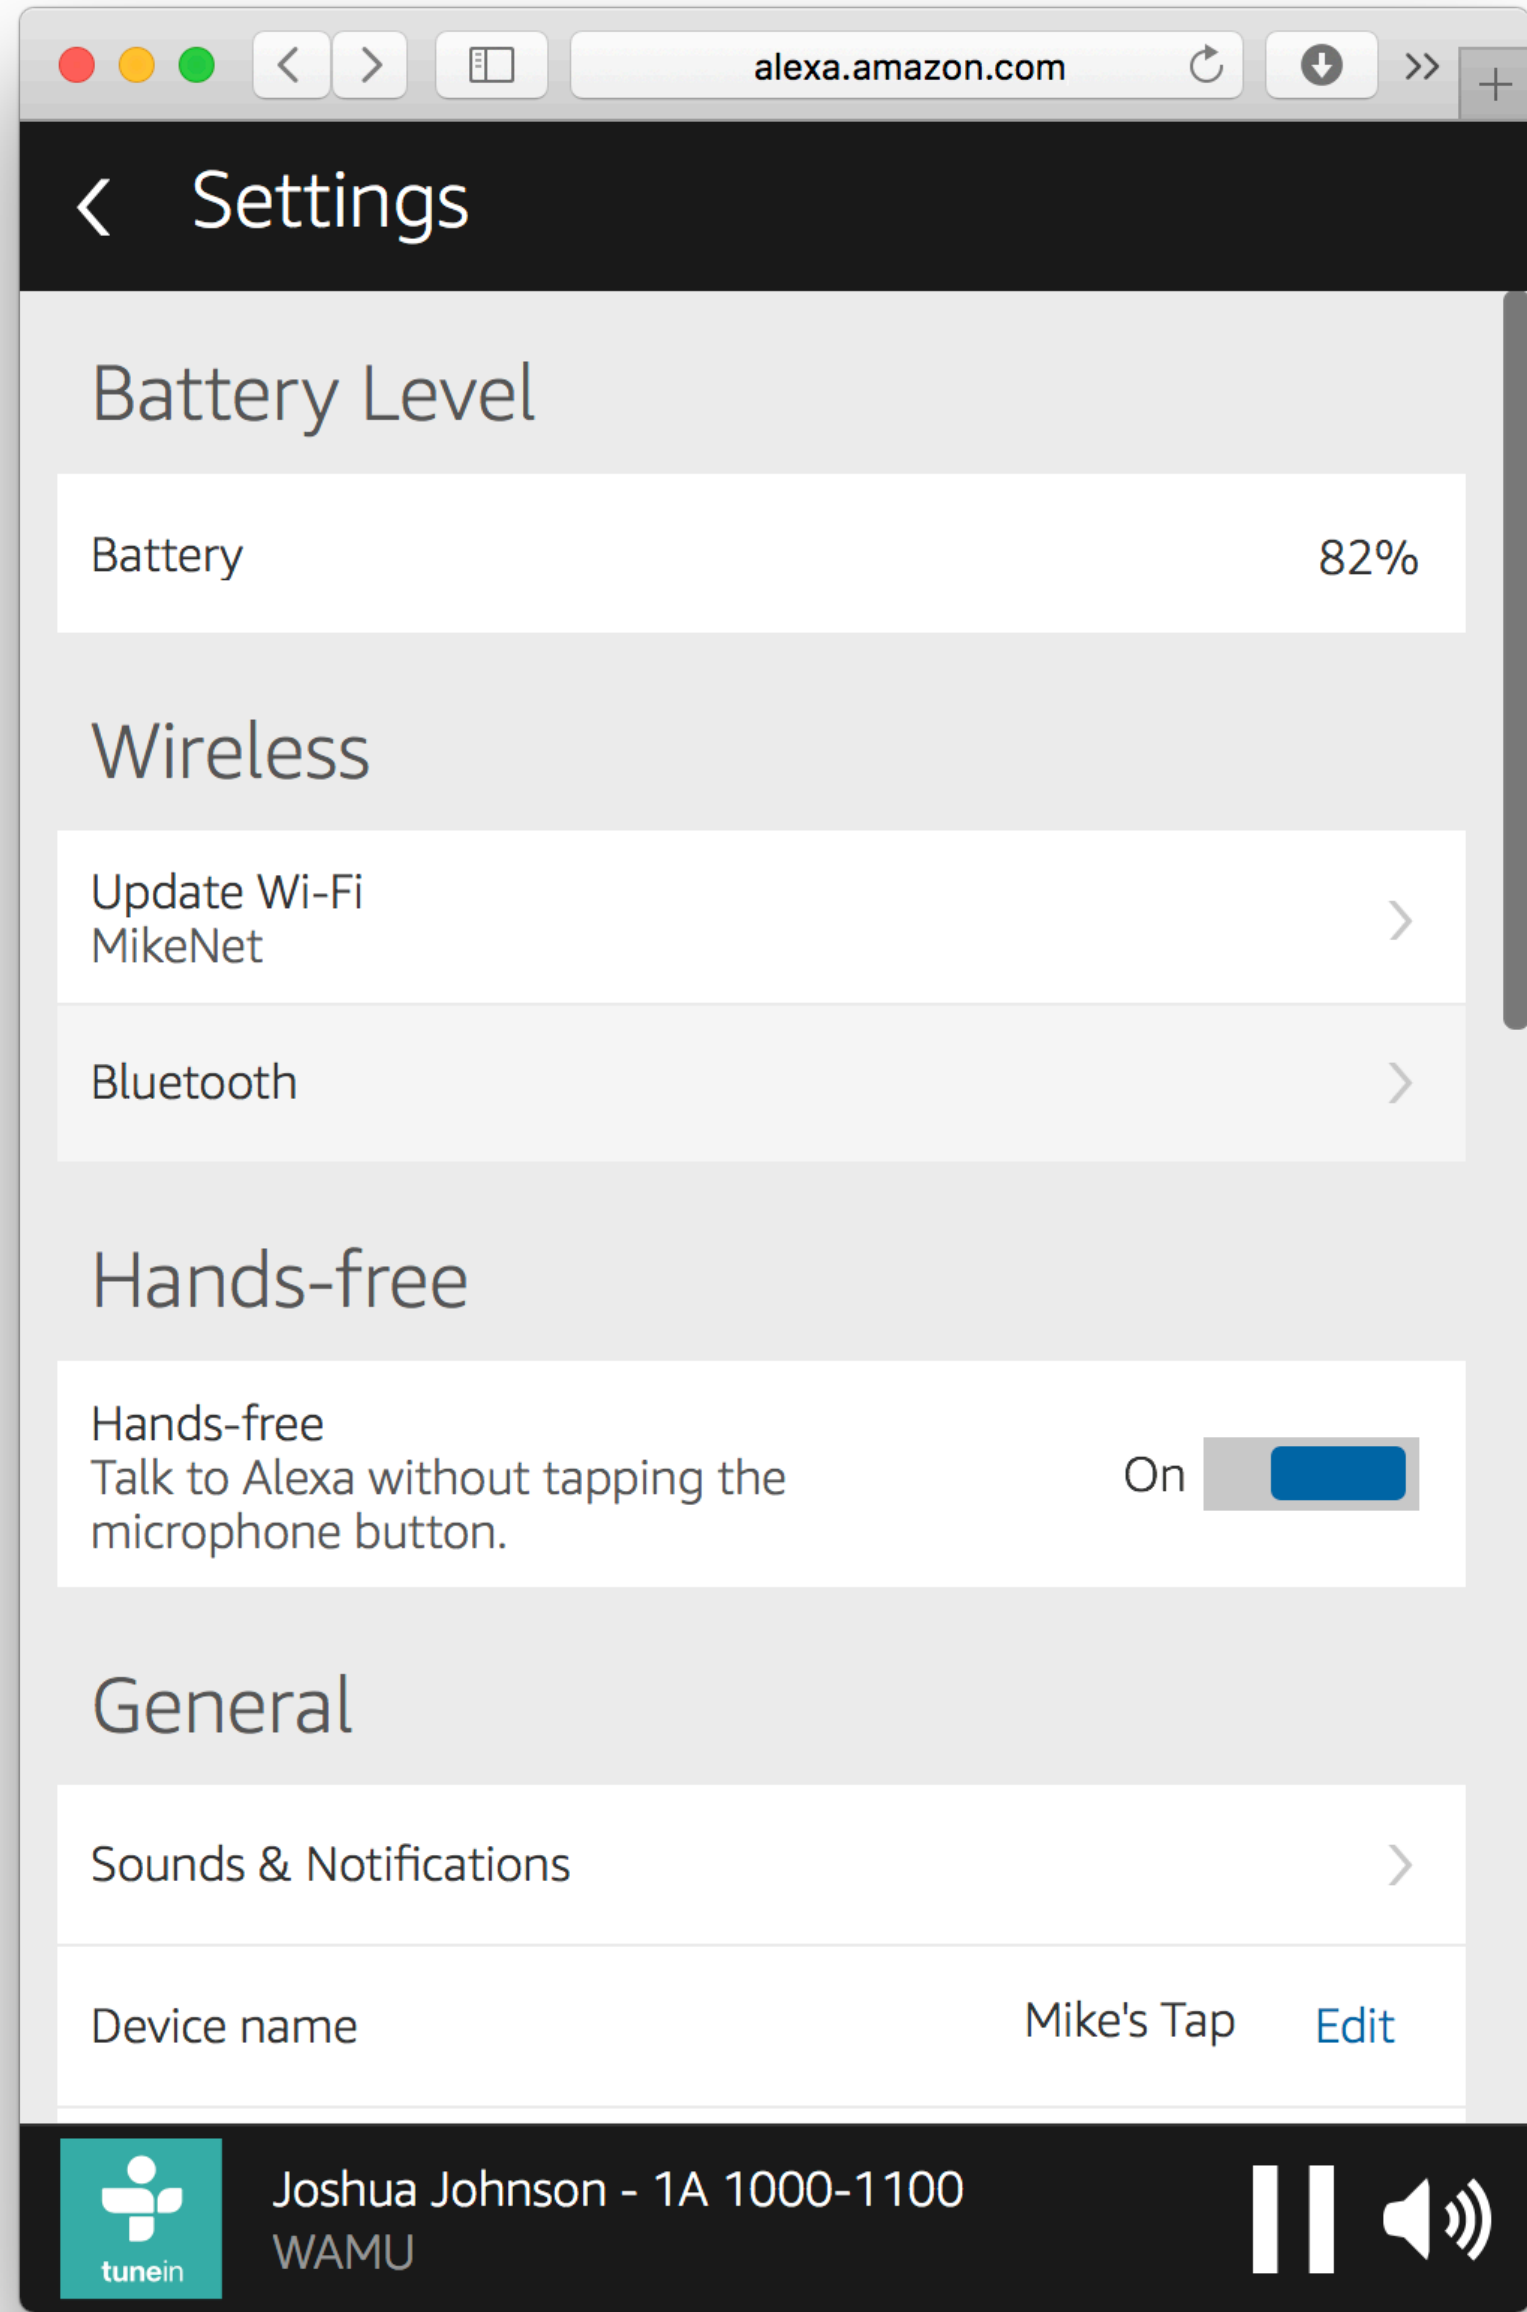 alexa.amazon.com
Settings
Battery Level
Battery
82%
Wireless
Update Wi-Fi
MikeNet
Bluetooth
Hands-free
Hands-free
Talk to Alexa without tapping the
microphone button.
On
General
Sounds & Notifications
Device name
Mike's Tap
Edit
Joshua Johnson - 1A 1000-1100
WAMU
tunein